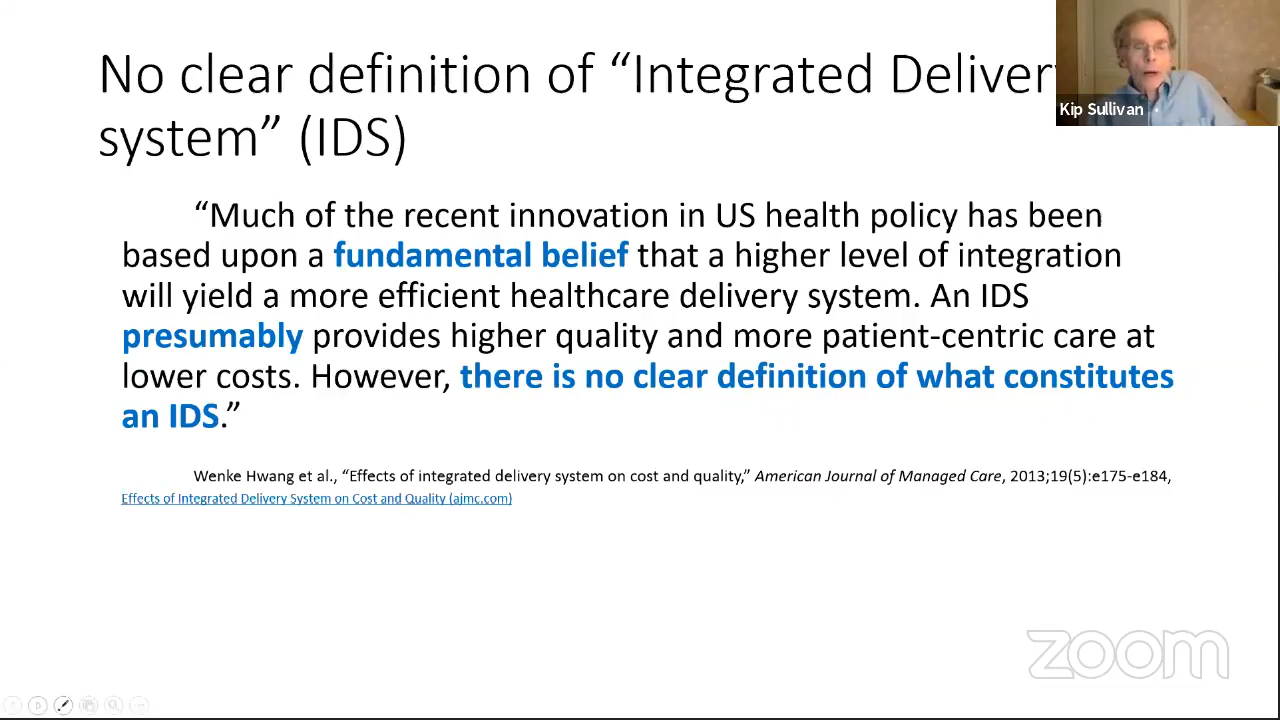 No clear definition of “Integrated Deliver
system” (IDS)
Kip Sullivan
“Much of the recent innovation in US health policy has been
based upon a fundamental belief that a higher level of integration
will yield a more efficient healthcare delivery system. An IDS
presumably provides higher quality and more patient-centric care at
lower costs. However, there is no clear definition of what constitutes
an IDS.”
Wenke Hwang et al., “Effects of integrated delivery system on cost and quality,” American Journal of Managed Care, 2013;19(5):e175-e184,
Effects of Integrated Delivery System on Cost and Quality (ajmc.com)
zoom